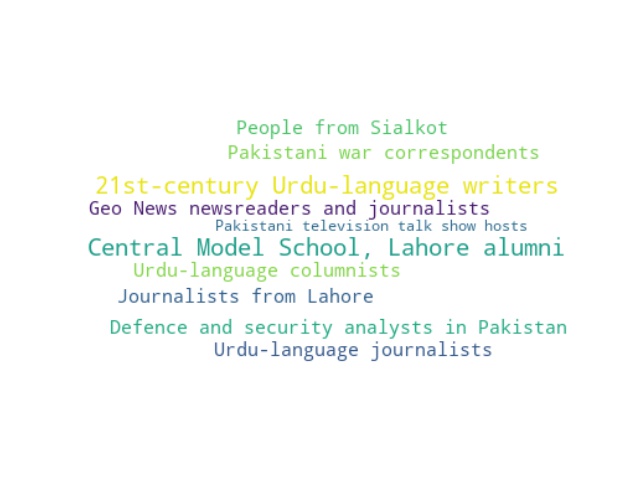 People from Sialkot
Pakistani war correspondents
21st-century Urdu-language writers
Geo News newsreaders and journalists
Pakistani television talk show hosts
Central Model School, Lahore alumni
Urdu-language columnists
Journalists from Lahore
Defence and security analysts in Pakistan
Urdu-language journalists